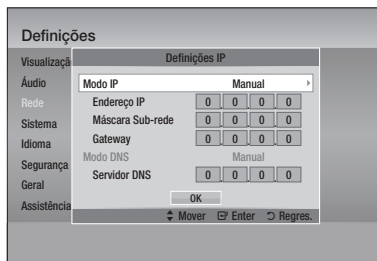 Definições
Visualizaçã
Áudio
Rede
Sistema
Idioma
Segurança
Geral
Assistência
Definições IP
Modo IP Manual
Endereço IP 0 0 0 0
Máscara Sub-rede 0 0 0 0
Gateway 0 0 0 0
Modo DNS Manual
Servidor DNS 0 0 0 0
OK
Mover Enter Regres.